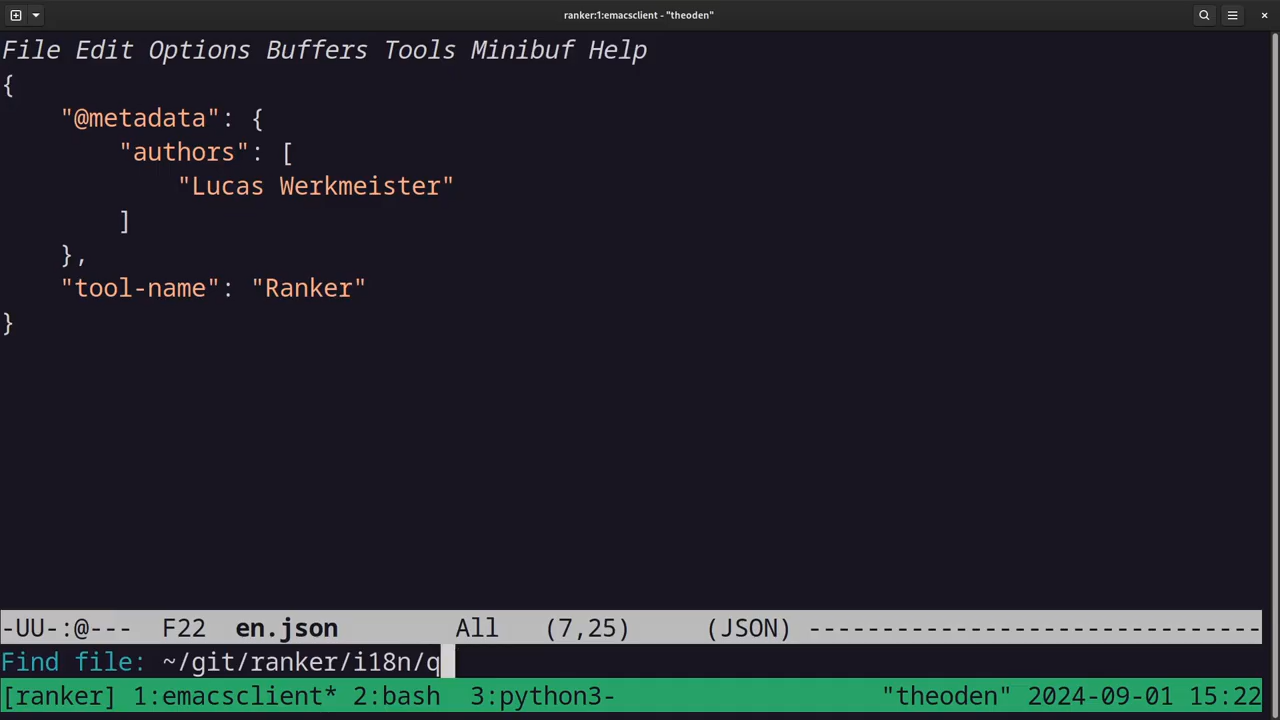 ranker:1:emacsclient - "theoden"
File Edit Options Buffers Tools Minibuf Help
{
    "@metadata": {
        "authors": [
            "Lucas Werkmeister"
        ]
    },
    "tool-name": "Ranker"
}
-UU-:@---  F22  en.json        All   (7,25)     (JSON) -------------------------------
Find file: ~/git/ranker/i18n/q
[ranker] 1:emacsclient* 2:bash  3:python3-                  "theoden" 2024-09-01 15:22